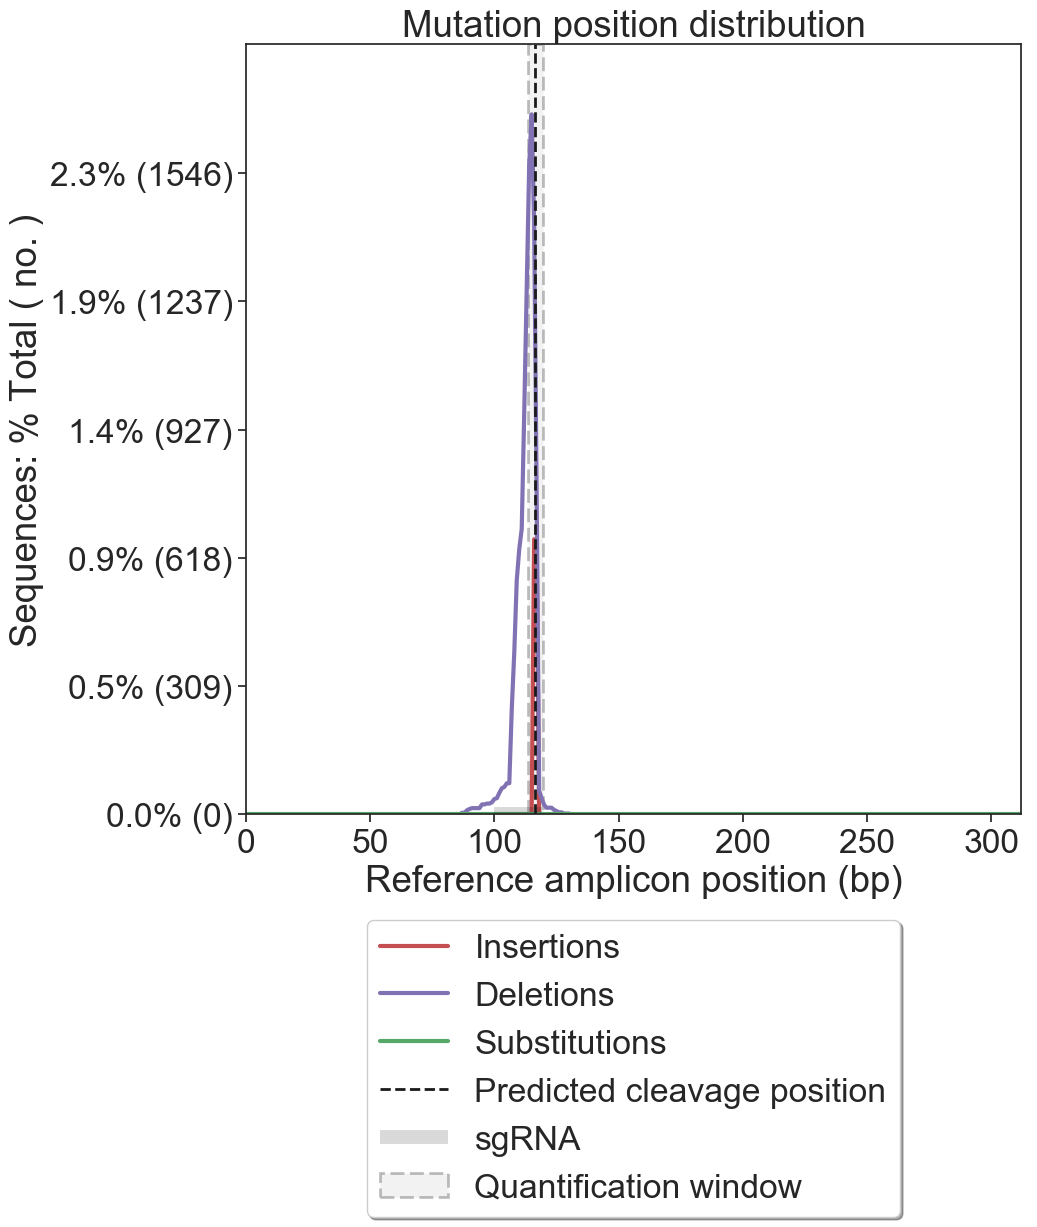 Mutation position distribution
Sequences: % Total ( no. )
2.3% (1546)
1.9% (1237)
1.4% (927)
0.9% (618)
0.5% (309)
0.0% (0)
0 50 100 150 200 250 300
Reference amplicon position (bp)
Insertions
Deletions
Substitutions
Predicted cleavage position
sgRNA
Quantification window